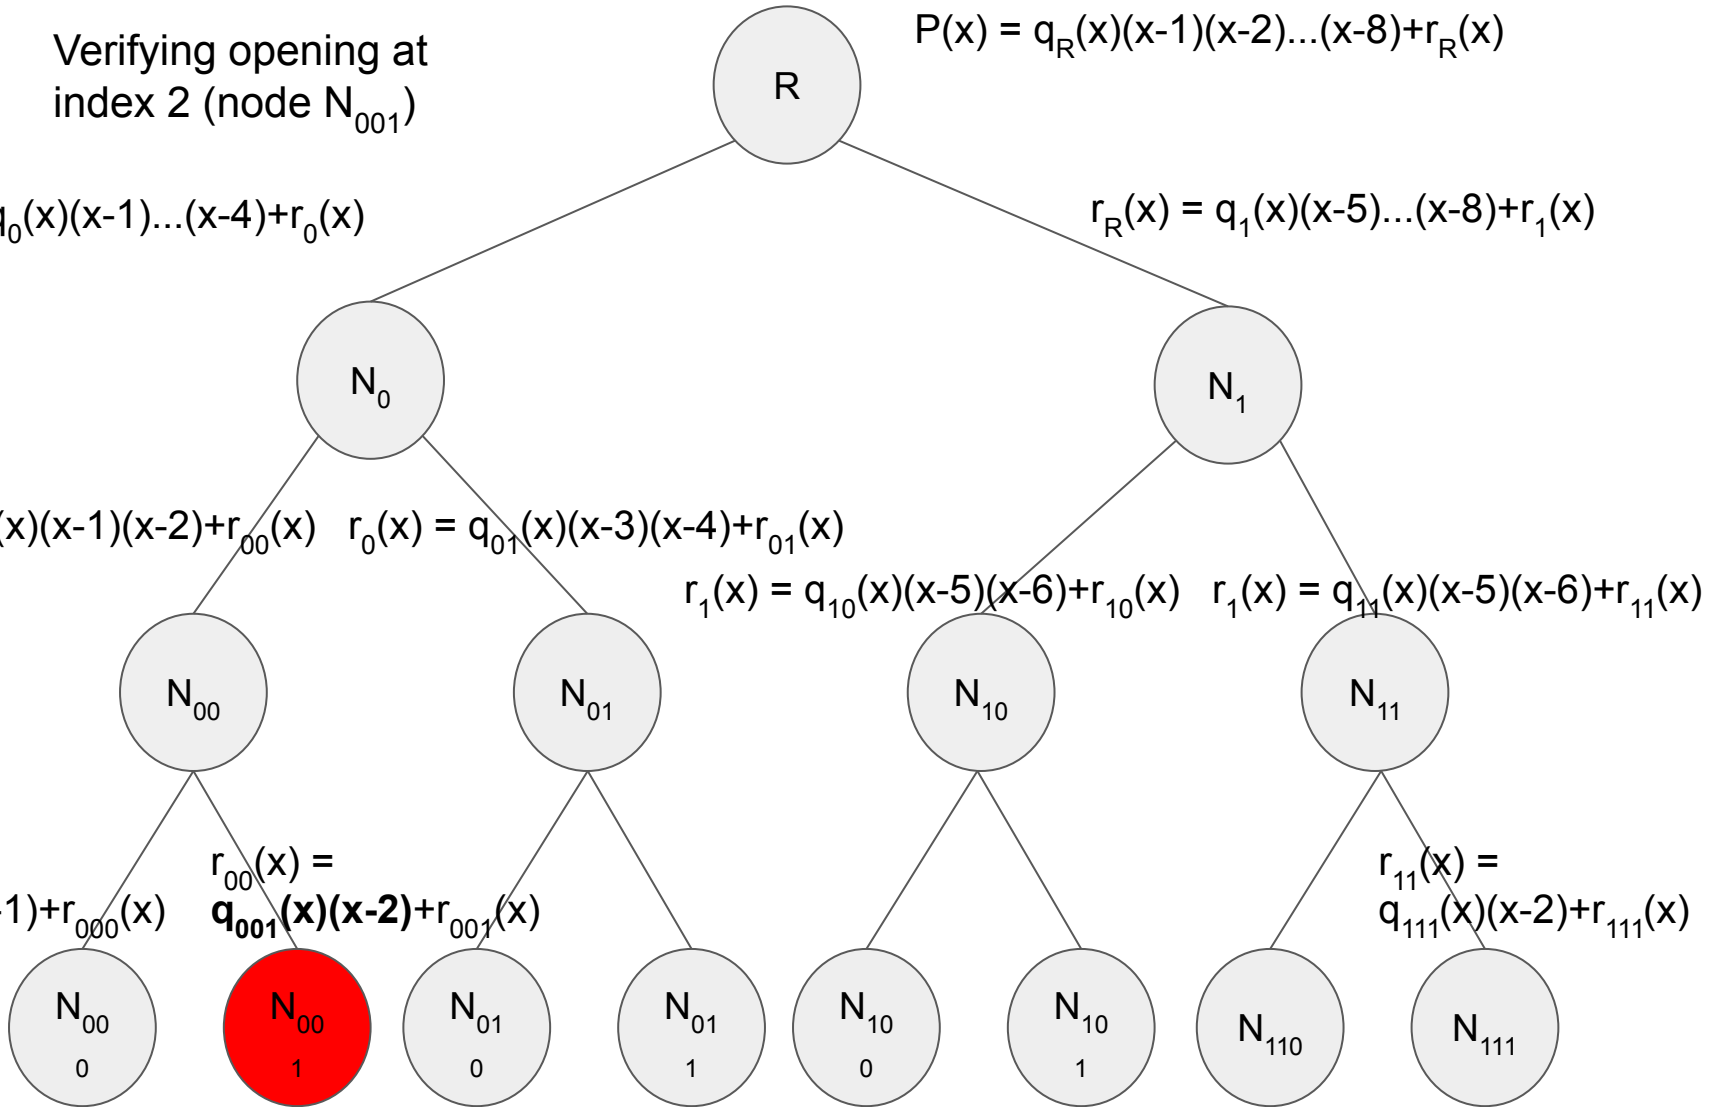 Verifying opening at
index 2 (node N₀₀₁)
P(x) = q_R(x)(x-1)(x-2)...(x-8)+r_R(x)
R
q₀(x)(x-1)...(x-4)+r₀(x)
r_R(x) = q₁(x)(x-5)...(x-8)+r₁(x)
N₀
N₁
(x)(x-1)(x-2)+r₀₀(x)
r₀(x) = q₀₁(x)(x-3)(x-4)+r₀₁(x)
r₁(x) = q₁₀(x)(x-5)(x-6)+r₁₀(x)
r₁(x) = q₁₁(x)(x-5)(x-6)+r₁₁(x)
N₀₀
N₀₁
N₁₀
N₁₁
-1)+r₀₀₀(x)
r₀₀(x) =
q₀₀₁(x)(x-2)+r₀₀₁(x)
r₁₁(x) =
q₁₁₁(x)(x-2)+r₁₁₁(x)
N₀₀
0
N₀₀
1
N₀₁
0
N₀₁
1
N₁₀
0
N₁₀
1
N₁₁₀
N₁₁₁